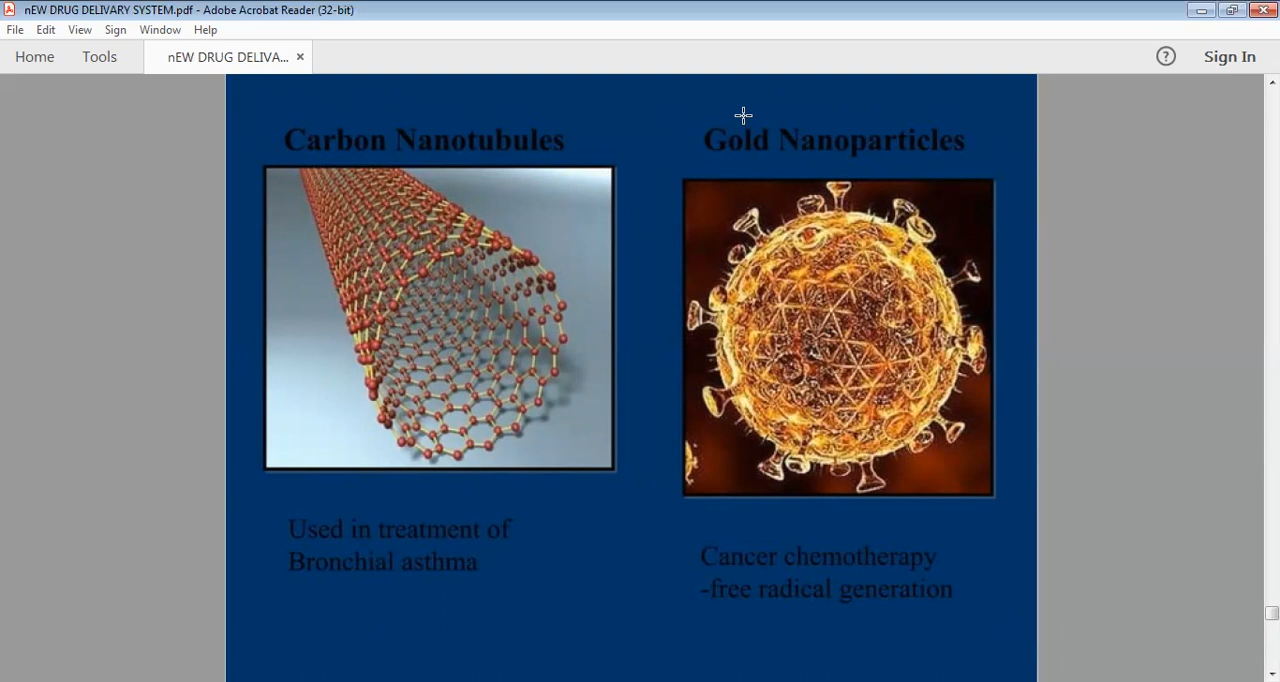 nEW DRUG DELIVARY SYSTEM.pdf - Adobe Acrobat Reader (32-bit)
File Edit View Sign Window Help
Home Tools nEW DRUG DELIVA... × ? Sign In
Carbon Nanotubules
Gold Nanoparticles
Used in treatment of
Bronchial asthma
Cancer chemotherapy
-free radical generation